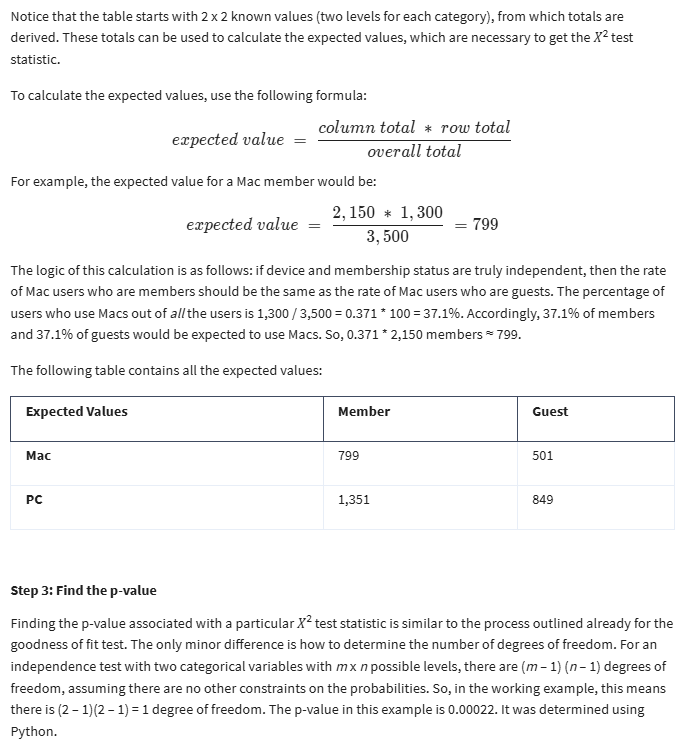 Notice that the table starts with 2 x 2 known values (two levels for each category), from which totals are
derived. These totals can be used to calculate the expected values, which are necessary to get the X² test
statistic.
To calculate the expected values, use the following formula:
expected value = column total * row total / overall total
For example, the expected value for a Mac member would be:
expected value = 2,150 * 1,300 / 3,500 = 799
The logic of this calculation is as follows: if device and membership status are truly independent, then the rate
of Mac users who are members should be the same as the rate of Mac users who are guests. The percentage of
users who use Macs out of all the users is 1,300 / 3,500 = 0.371 * 100 = 37.1%. Accordingly, 37.1% of members
and 37.1% of guests would be expected to use Macs. So, 0.371 * 2,150 members ≈ 799.
The following table contains all the expected values:
Expected Values Member Guest
Mac 799 501
PC 1,351 849
Step 3: Find the p-value
Finding the p-value associated with a particular X² test statistic is similar to the process outlined already for the
goodness of fit test. The only minor difference is how to determine the number of degrees of freedom. For an
independence test with two categorical variables with m x n possible levels, there are (m – 1) (n – 1) degrees of
freedom, assuming there are no other constraints on the probabilities. So, in the working example, this means
there is (2 – 1)(2 – 1) = 1 degree of freedom. The p-value in this example is 0.00022. It was determined using
Python.